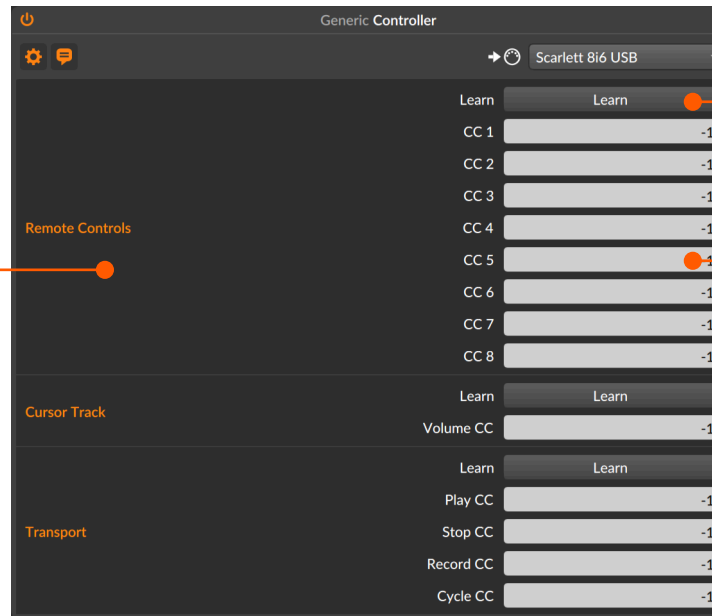 Generic Controller
Scarlett 8i6 USB
Learn Learn
CC 1 -1
CC 2 -1
CC 3 -1
Remote Controls CC 4 -1
CC 5 -1
CC 6 -1
CC 7 -1
CC 8 -1
Learn Learn
Cursor Track
Volume CC -1
Learn Learn
Play CC -1
Transport Stop CC -1
Record CC -1
Cycle CC -1